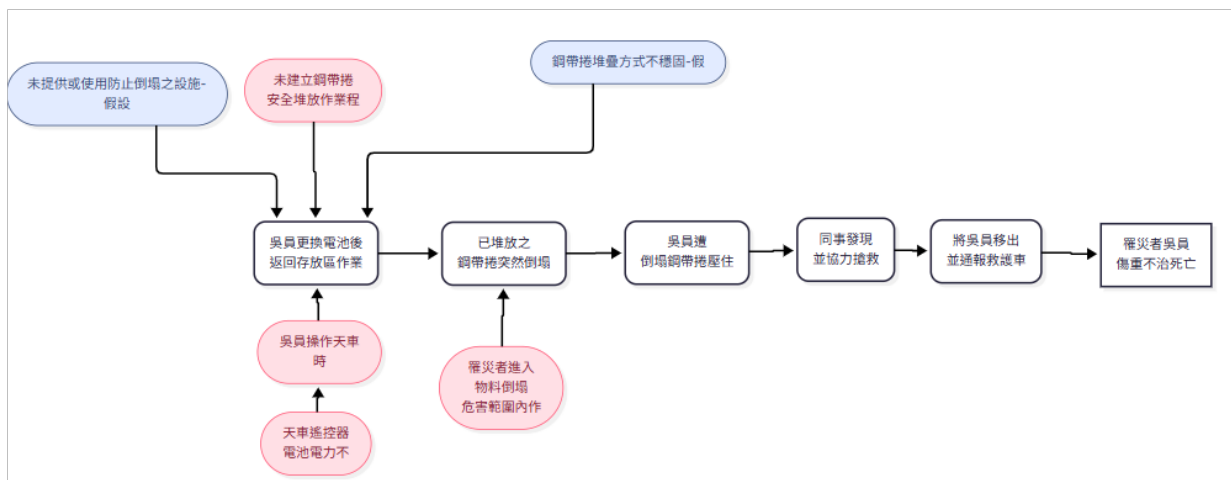 未提供或使用防止倒塌之設施-
假設
未建立鋼帶捲
安全堆放作業程
鋼帶捲堆疊方式不穩固-假
吳員更換電池後
返回存放區作業
已堆放之
鋼帶捲突然倒塌
吳員遭
倒塌鋼帶捲壓住
同事發現
並協力搶救
將吳員移出
並通報救護車
罹災者吳員
傷重不治死亡
吳員操作天車
時
罹災者進入
物料倒塌
危害範圍內作
天車遙控器
電池電力不